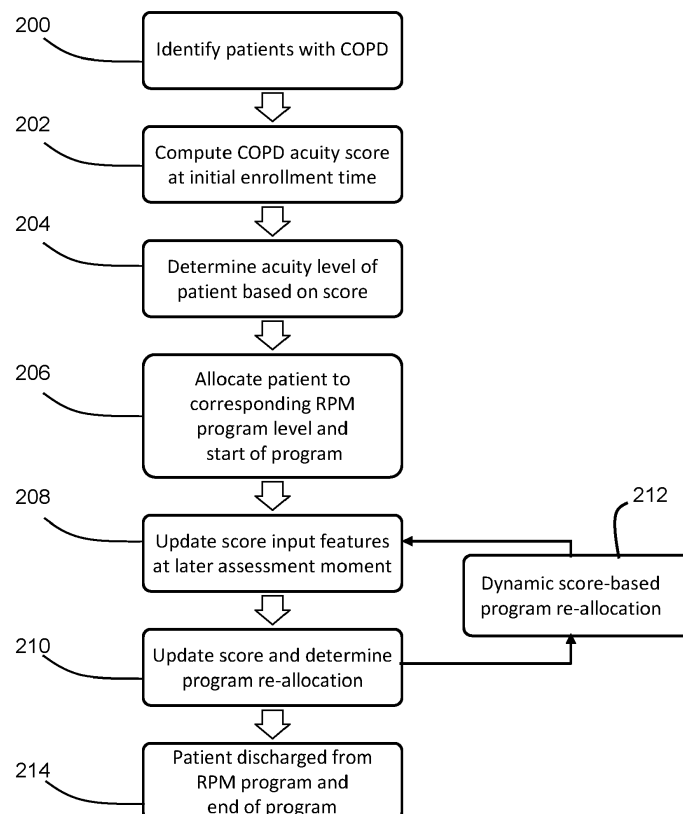 200
Identify patients with COPD
202
Compute COPD acuity score
at initial enrollment time
204
Determine acuity level of
patient based on score
206
Allocate patient to
corresponding RPM
program level and
start of program
208
Update score input features
at later assessment moment
212
Dynamic score-based
program re-allocation
210
Update score and determine
program re-allocation
214
Patient discharged from
RPM program and
end of program